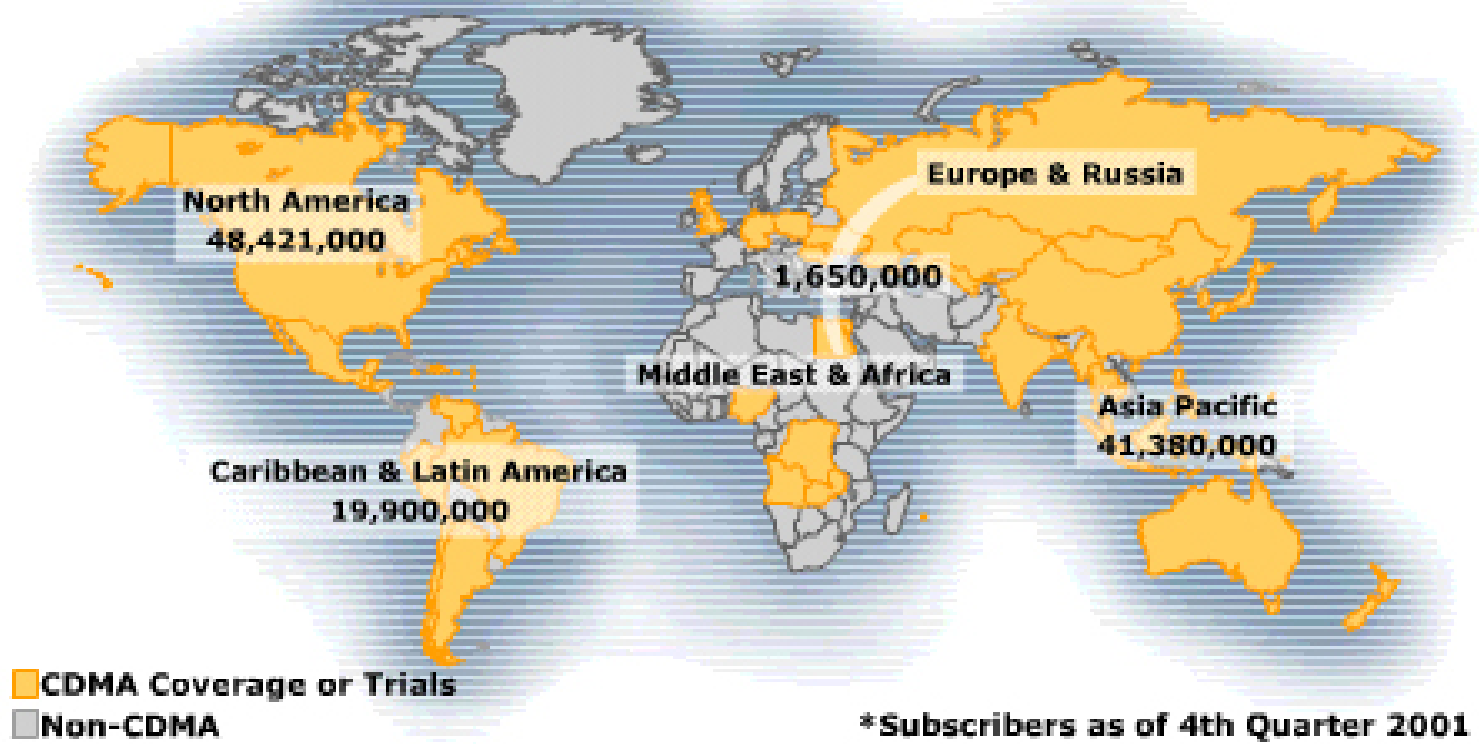 North America
48,421,000
Europe & Russia
1,650,000
Middle East & Africa
Asia Pacific
41,380,000
Caribbean & Latin America
19,900,000
CDMA Coverage or Trials
Non-CDMA
*Subscribers as of 4th Quarter 2001